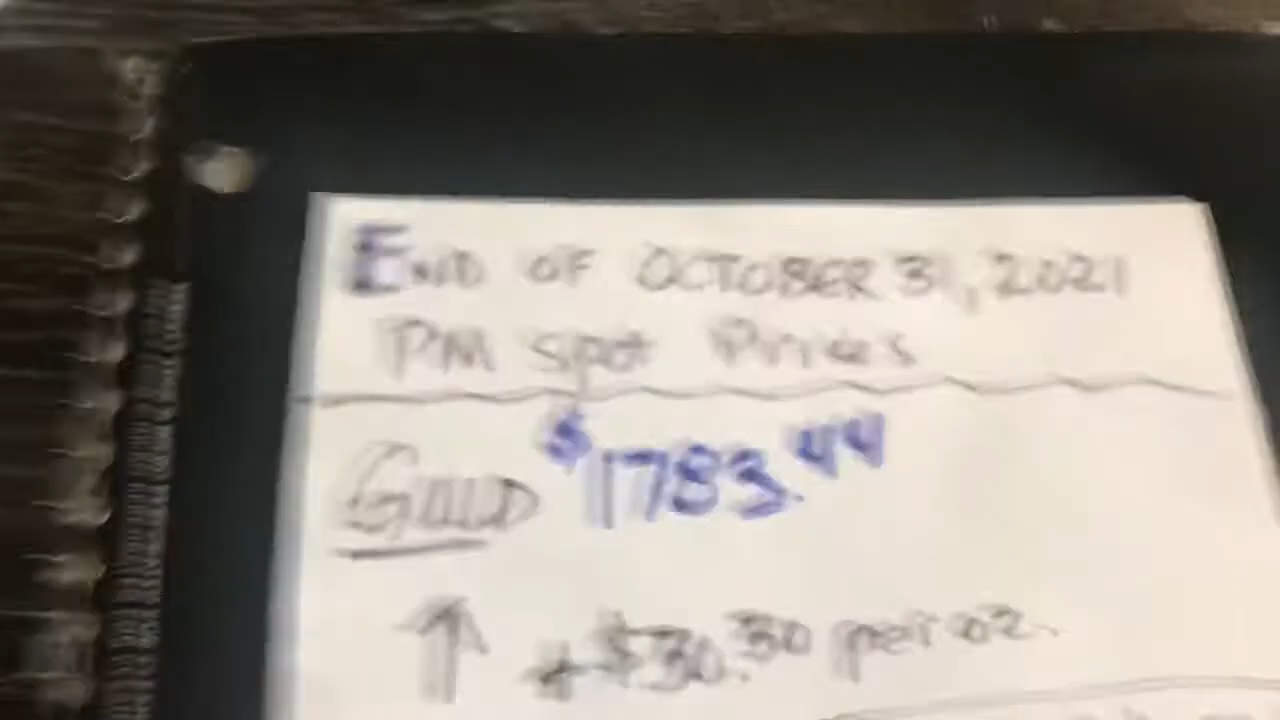 END OF OCTOBER 31, 2021
PM spot Prices
GOLD $1783.44
↑ +$30.30 per oz.